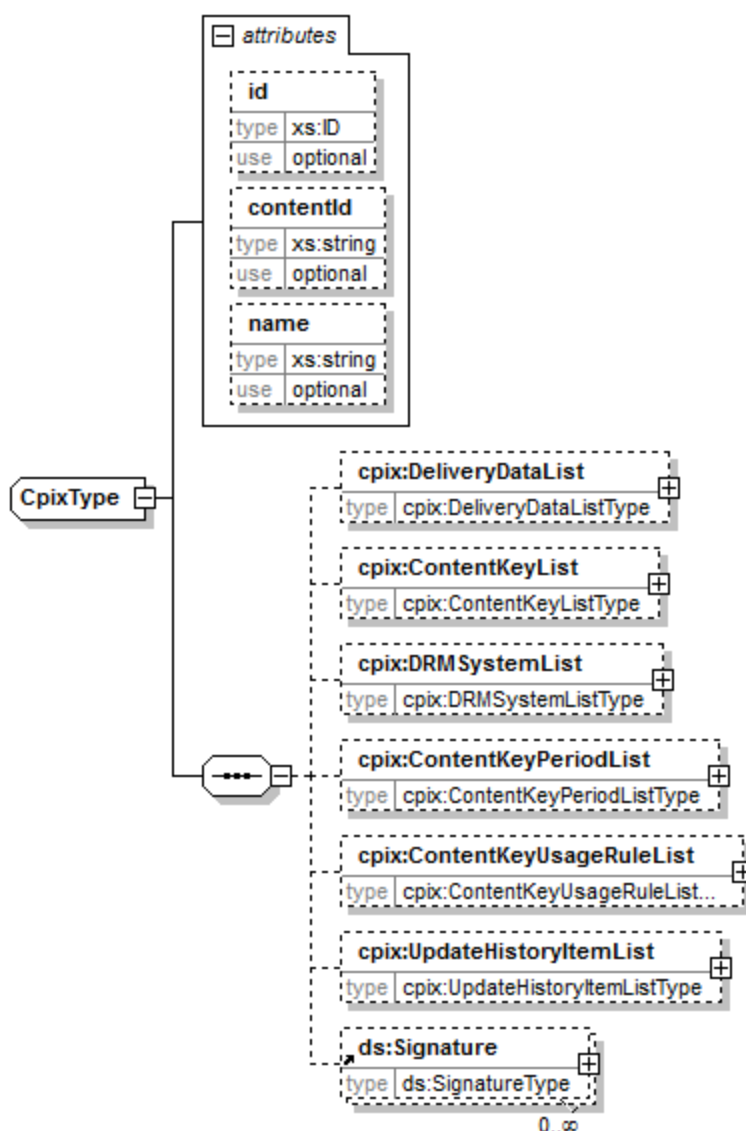 attributes
id
type xs:ID
use optional
contentId
type xs:string
use optional
name
type xs:string
use optional
CpixType
cpix:DeliveryDataList
type cpix:DeliveryDataListType
cpix:ContentKeyList
type cpix:ContentKeyListType
cpix:DRMSystemList
type cpix:DRMSystemListType
cpix:ContentKeyPeriodList
type cpix:ContentKeyPeriodListType
cpix:ContentKeyUsageRuleList
type cpix:ContentKeyUsageRuleList...
cpix:UpdateHistoryItemList
type cpix:UpdateHistoryItemListType
ds:Signature
type ds:SignatureType
0..∞